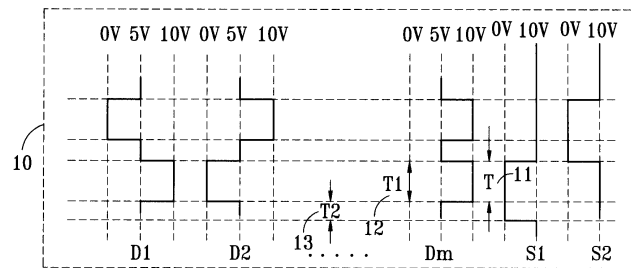 0V 5V 10V 0V 5V 10V 0V 5V 10V 0V 10V 0V 10V
10
T1 T 11
T2
13 12
D1 D2 ..... Dm S1 S2